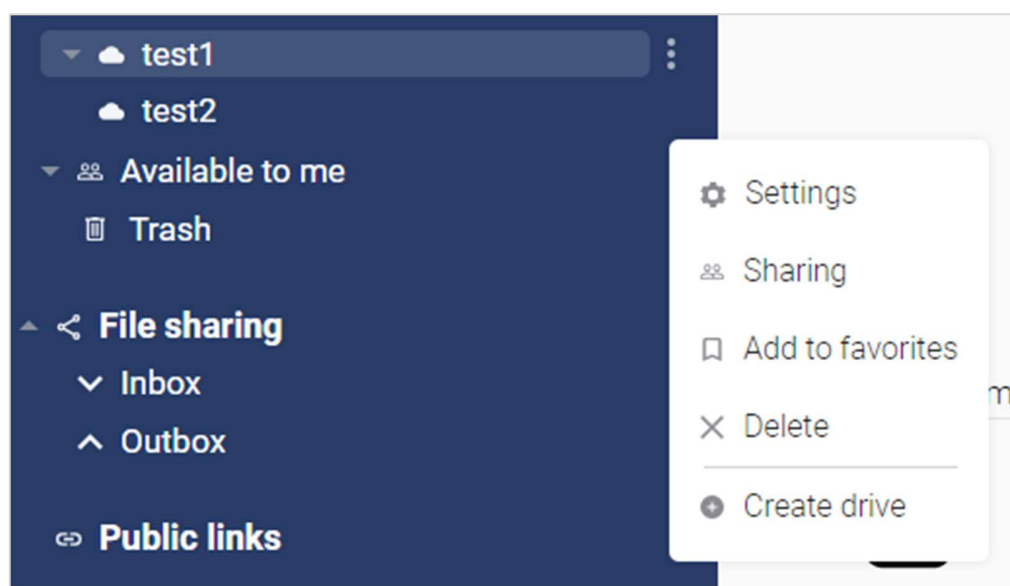 test1
test2
Available to me
Trash
File sharing
Inbox
Outbox
Public links
Settings
Sharing
Add to favorites
Delete
Create drive
m